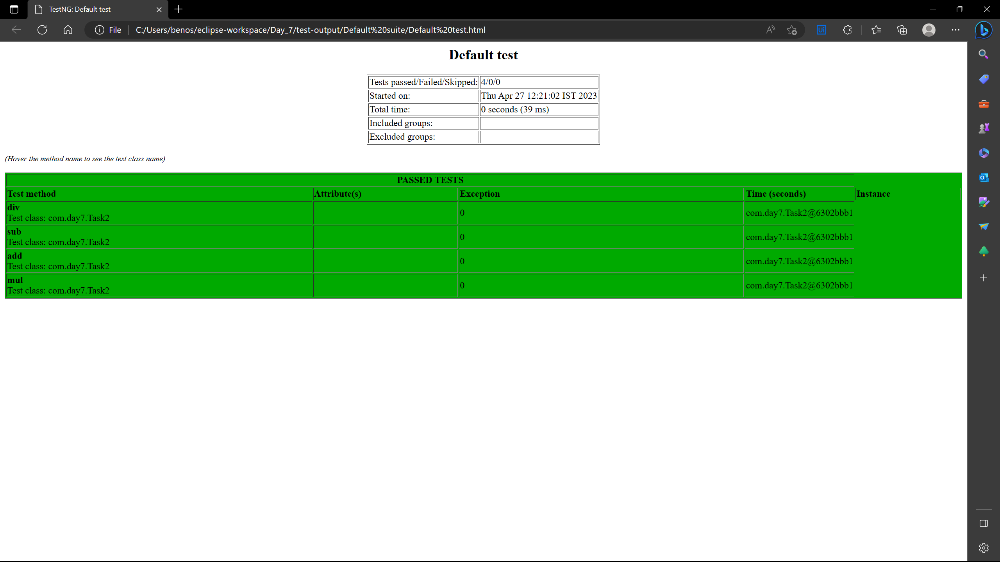 TestNG: Default test
File
C:/Users/benos/eclipse-workspace/Day_7/test-output/Default%20suite/Default%20test.html
Default test
Tests passed/Failed/Skipped: 4/0/0
Started on: Thu Apr 27 12:21:02 IST 2023
Total time: 0 seconds (39 ms)
Included groups:
Excluded groups:
(Hover the method name to see the test class name)
PASSED TESTS
Test method Attribute(s) Exception Time (seconds) Instance
div
Test class: com.day7.Task2 0 com.day7.Task2@6302bbb1
sub
Test class: com.day7.Task2 0 com.day7.Task2@6302bbb1
add
Test class: com.day7.Task2 0 com.day7.Task2@6302bbb1
mul
Test class: com.day7.Task2 0 com.day7.Task2@6302bbb1